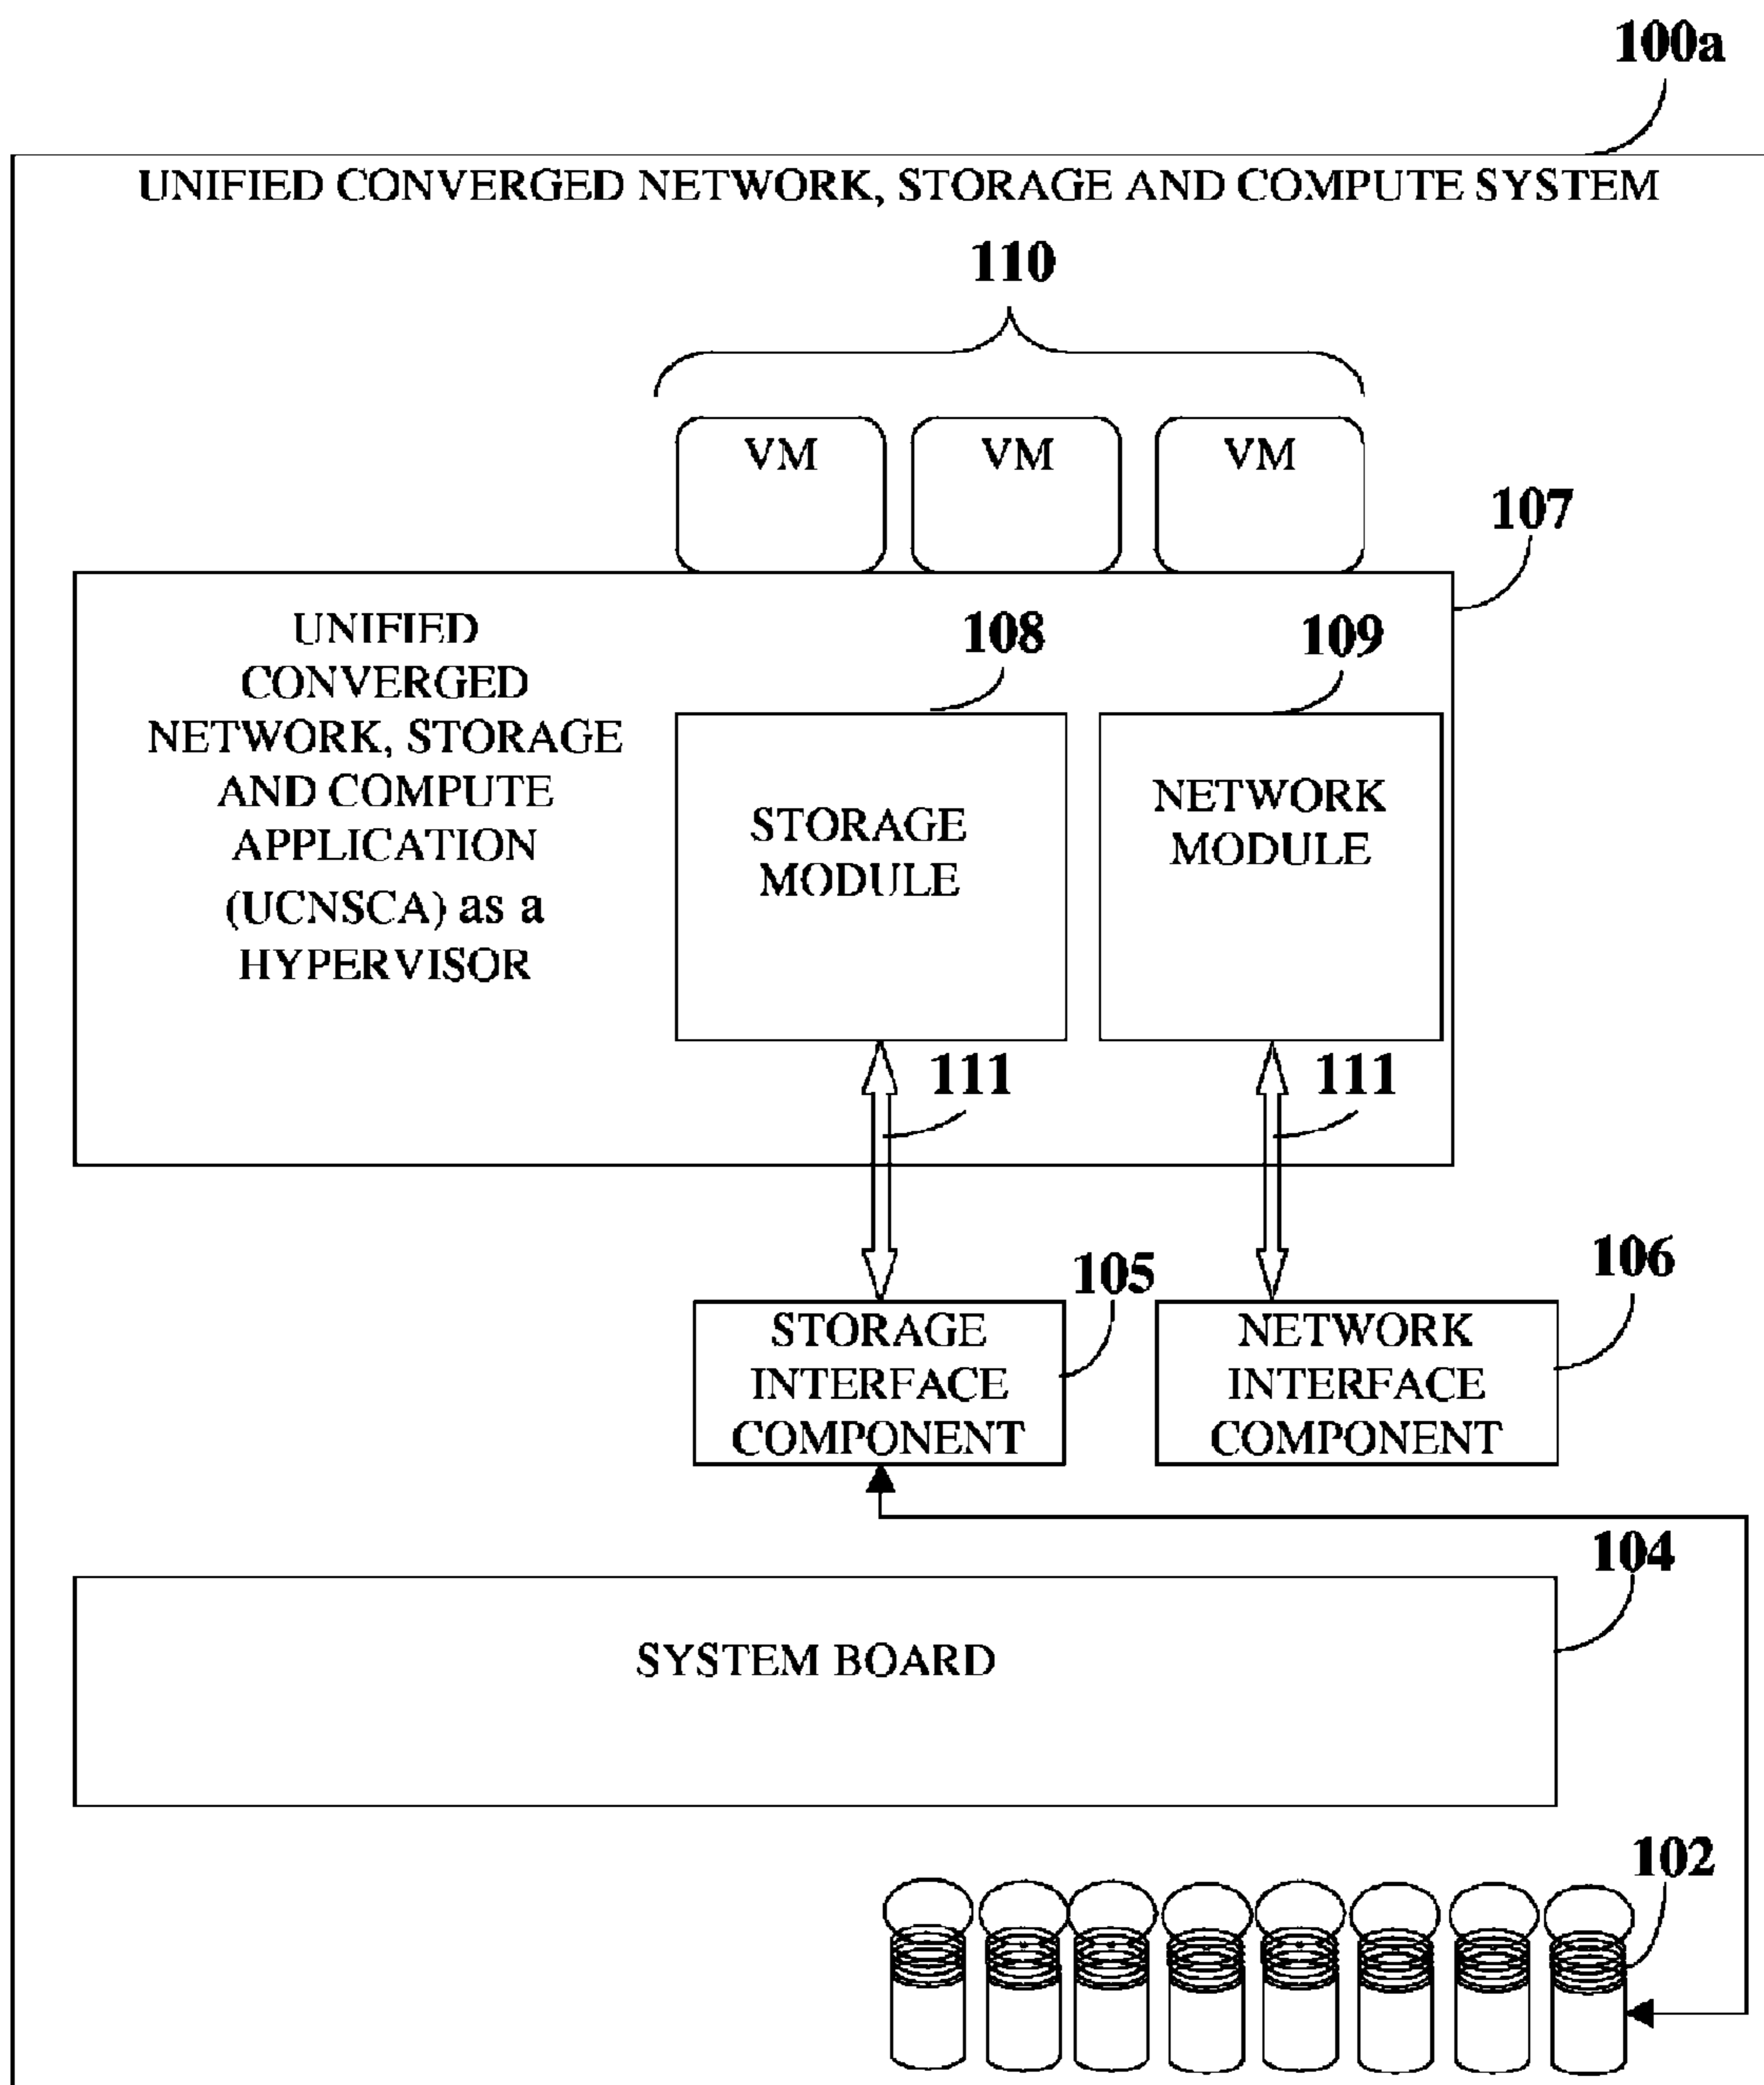 100a
UNIFIED CONVERGED NETWORK, STORAGE AND COMPUTE SYSTEM
110
VM VM VM
107
UNIFIED
CONVERGED
NETWORK, STORAGE
AND COMPUTE
APPLICATION
(UCNSCA) as a
HYPERVISOR
108
109
STORAGE
MODULE
NETWORK
MODULE
111
111
105
106
STORAGE
INTERFACE
COMPONENT
NETWORK
INTERFACE
COMPONENT
104
SYSTEM BOARD
102